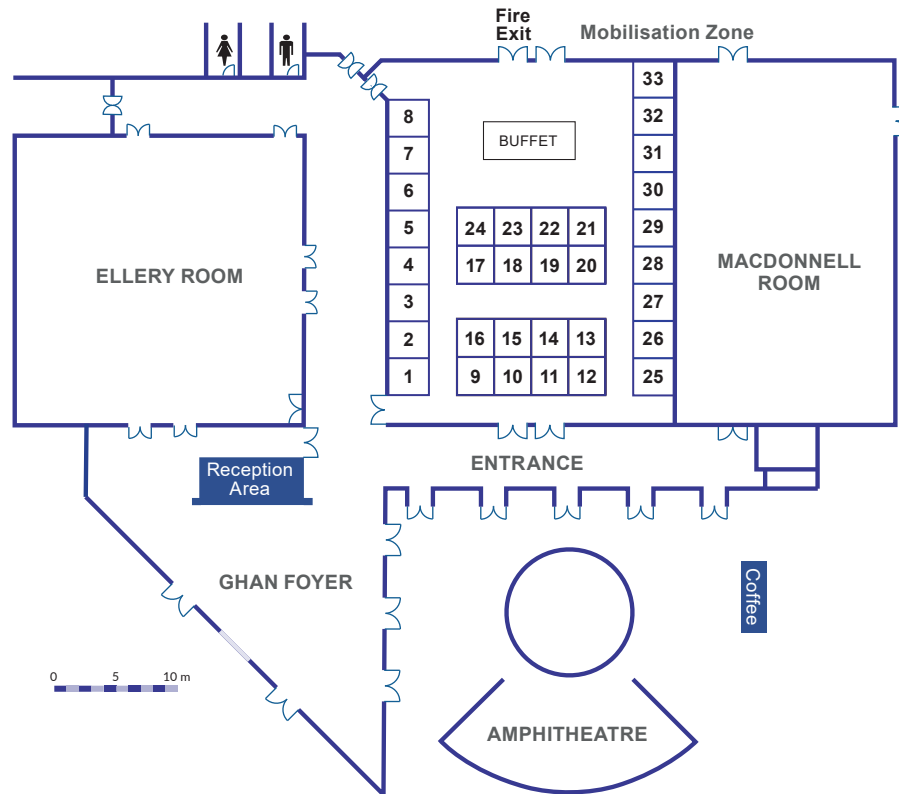 Fire
Exit
Mobilisation Zone
33
8
32
BUFFET
7
31
6
30
5
24 23 22 21
29
ELLERY ROOM
4
17 18 19 20
28
MACDONNELL
ROOM
3
27
2
16 15 14 13
26
1
9 10 11 12
25
Reception
Area
ENTRANCE
GHAN FOYER
Coffee
0 5 10 m
AMPHITHEATRE